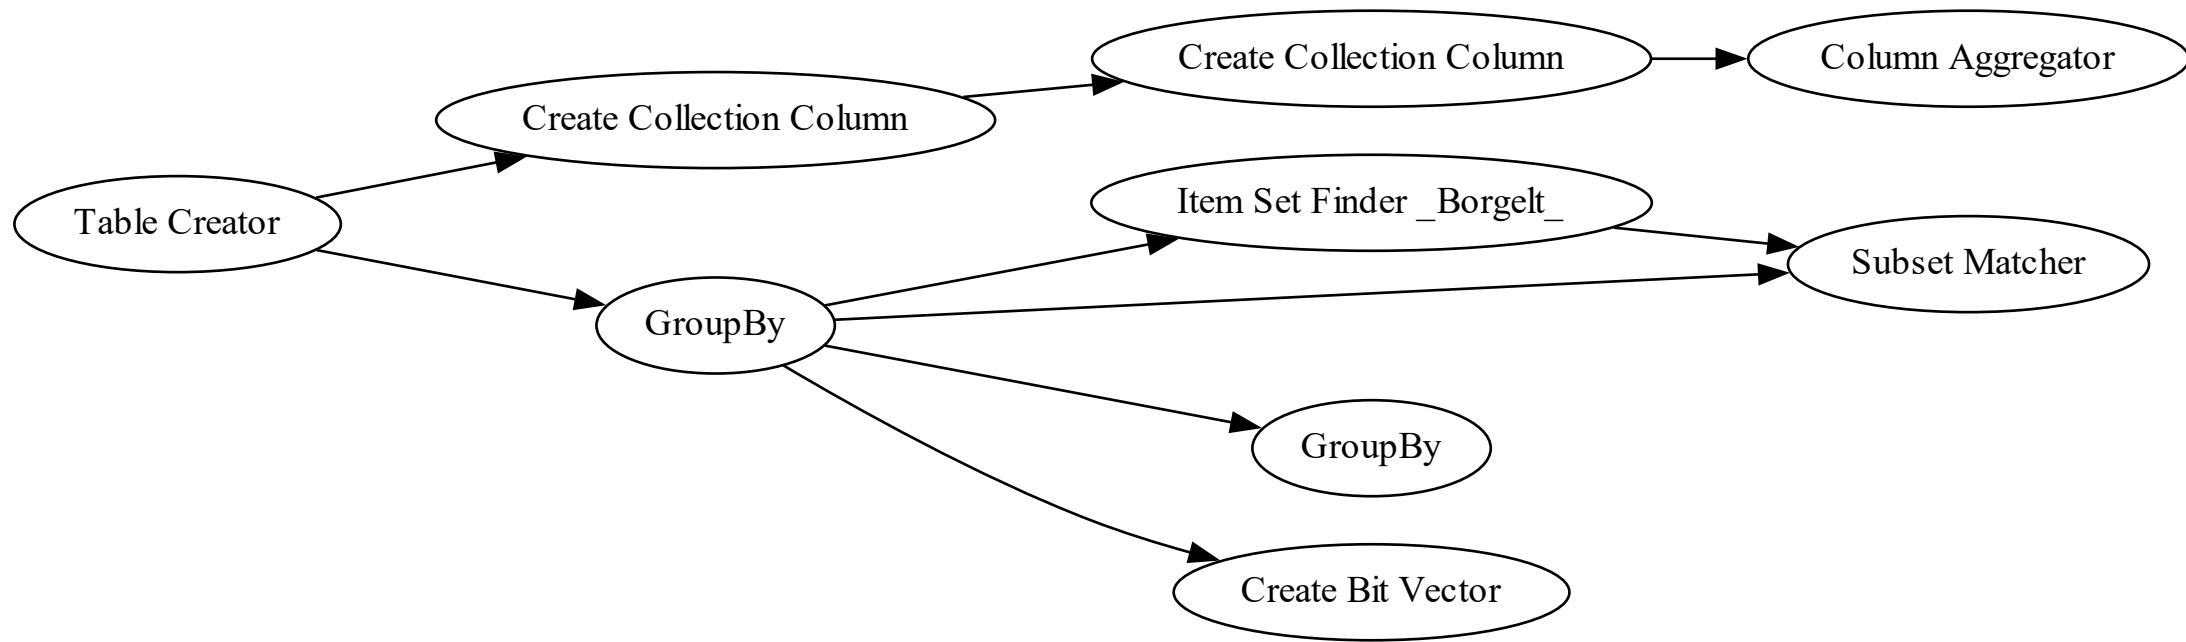 Create Collection Column
Column Aggregator
Create Collection Column
Item Set Finder _Borgelt_
Table Creator
Subset Matcher
GroupBy
GroupBy
Create Bit Vector